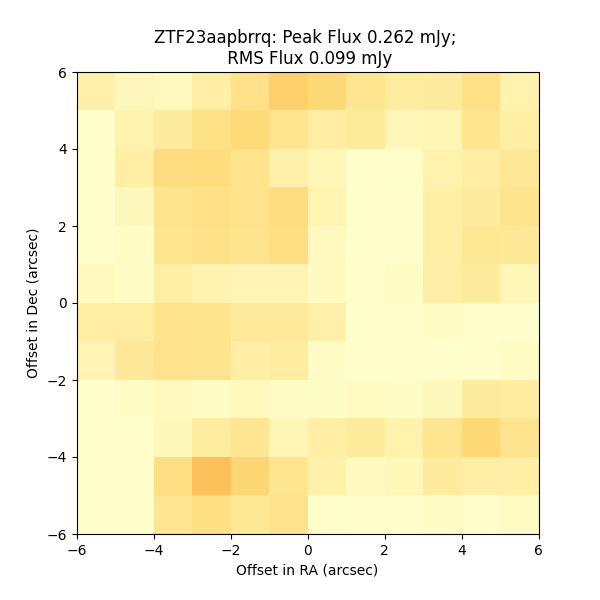 ZTF23aapbrrq: Peak Flux 0.262 mJy;
RMS Flux 0.099 mJy
6
4
2
0
−2
−4
−6
Offset in Dec (arcsec)
−6 −4 −2 0 2 4 6
Offset in RA (arcsec)